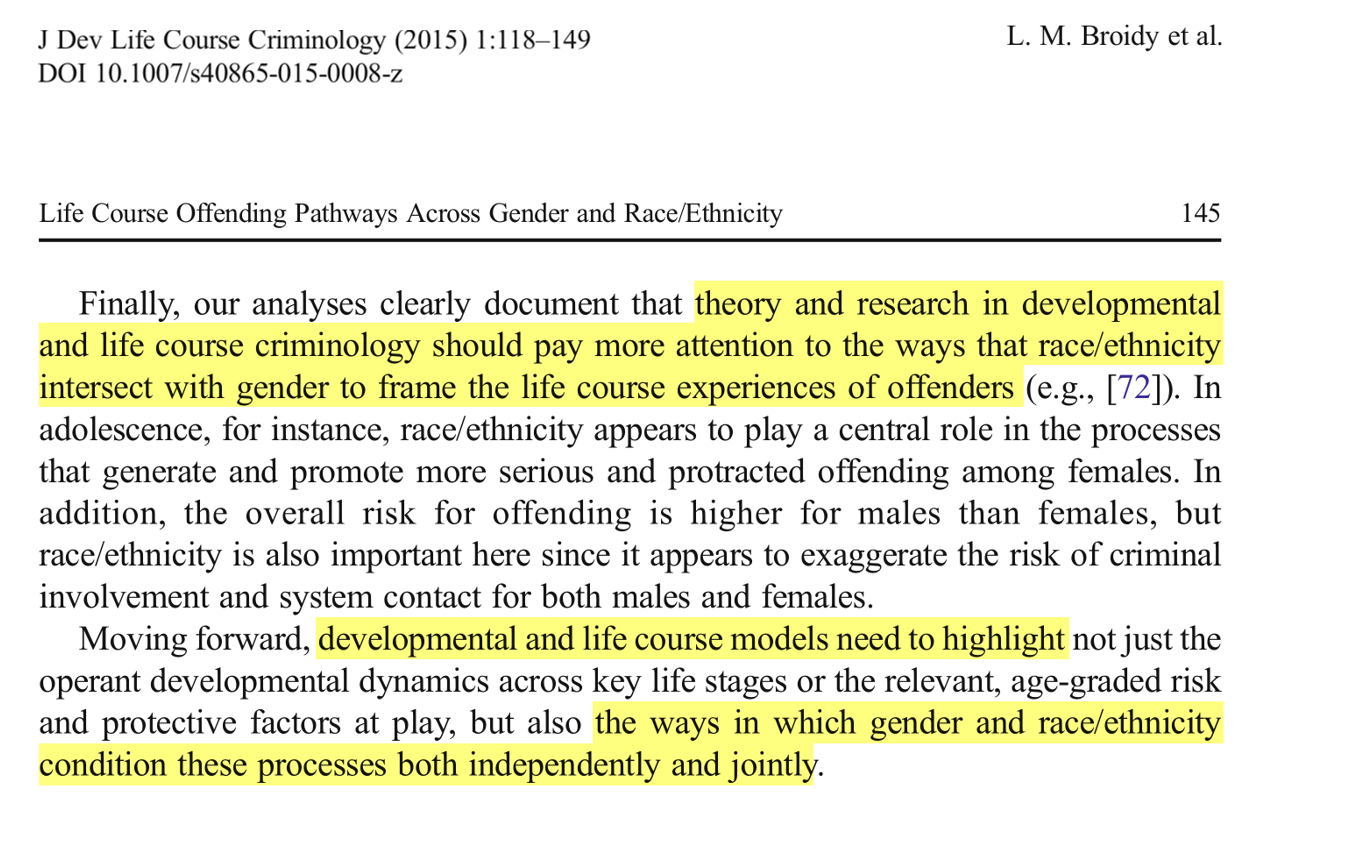 J Dev Life Course Criminology (2015) 1:118–149
L. M. Broidy et al.
DOI 10.1007/s40865-015-0008-z
Life Course Offending Pathways Across Gender and Race/Ethnicity
145
Finally, our analyses clearly document that theory and research in developmental
and life course criminology should pay more attention to the ways that race/ethnicity
intersect with gender to frame the life course experiences of offenders (e.g., [72]). In
adolescence, for instance, race/ethnicity appears to play a central role in the processes
that generate and promote more serious and protracted offending among females. In
addition, the overall risk for offending is higher for males than females, but
race/ethnicity is also important here since it appears to exaggerate the risk of criminal
involvement and system contact for both males and females.
Moving forward, developmental and life course models need to highlight not just the
operant developmental dynamics across key life stages or the relevant, age-graded risk
and protective factors at play, but also the ways in which gender and race/ethnicity
condition these processes both independently and jointly.